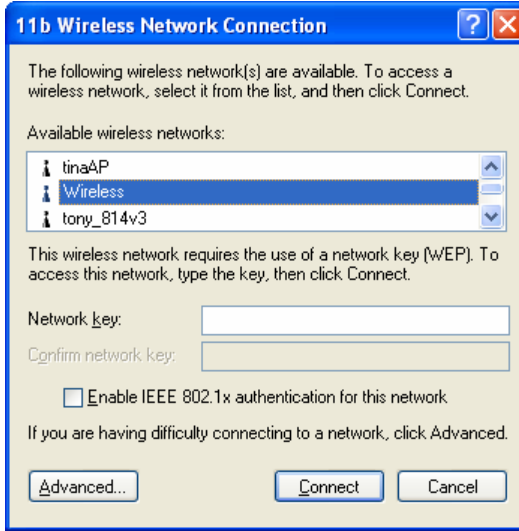 11b Wireless Network Connection
The following wireless network(s) are available. To access a
wireless network, select it from the list, and then click Connect.
Available wireless networks:
tinaAP
Wireless
tony_814v3
This wireless network requires the use of a network key (WEP). To
access this network, type the key, then click Connect.
Network key:
Confirm network key:
Enable IEEE 802.1x authentication for this network
If you are having difficulty connecting to a network, click Advanced.
Advanced... Connect Cancel